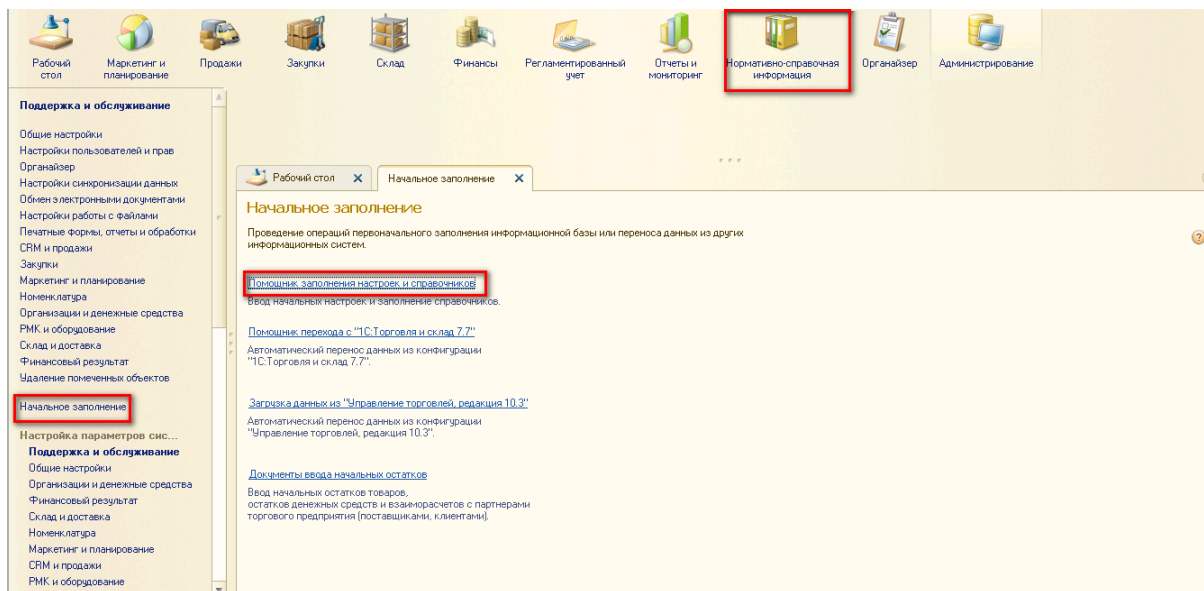 Рабочий стол
Маркетинг и планирование
Продажи
Закупки
Склад
Финансы
Регламентированный учет
Отчеты и мониторинг
Нормативно-справочная информация
Органайзер
Администрирование
Поддержка и обслуживание
Общие настройки
Настройки пользователей и прав
Органайзер
Настройки синхронизации данных
Обмен электронными документами
Настройки работы с файлами
Печатные формы, отчеты и обработки
CRM и продажи
Закупки
Маркетинг и планирование
Номенклатура
Организации и денежные средства
РМК и оборудование
Склад и доставка
Финансовый результат
Удаление помеченных объектов
Начальное заполнение
Настройка параметров сис...
Поддержка и обслуживание
Общие настройки
Организации и денежные средства
Финансовый результат
Склад и доставка
Номенклатура
Маркетинг и планирование
CRM и продажи
РМК и оборудование
Рабочий стол
Начальное заполнение
Начальное заполнение
Проведение операций первоначального заполнения информационной базы или переноса данных из других
информационных систем.
Помощник заполнения настроек и справочников
Ввод начальных настроек и заполнение справочников.
Помощник перехода с "1С:Торговля и склад 7.7"
Автоматический перенос данных из конфигурации
"1С:Торговля и склад 7.7".
Загрузка данных из "Управление торговлей, редакция 10.3"
Автоматический перенос данных из конфигурации
"Управление торговлей, редакция 10.3".
Документы ввода начальных остатков
Ввод начальных остатков товаров,
остатков денежных средств и взаиморасчетов с партнерами
торгового предприятия (поставщиками, клиентами).